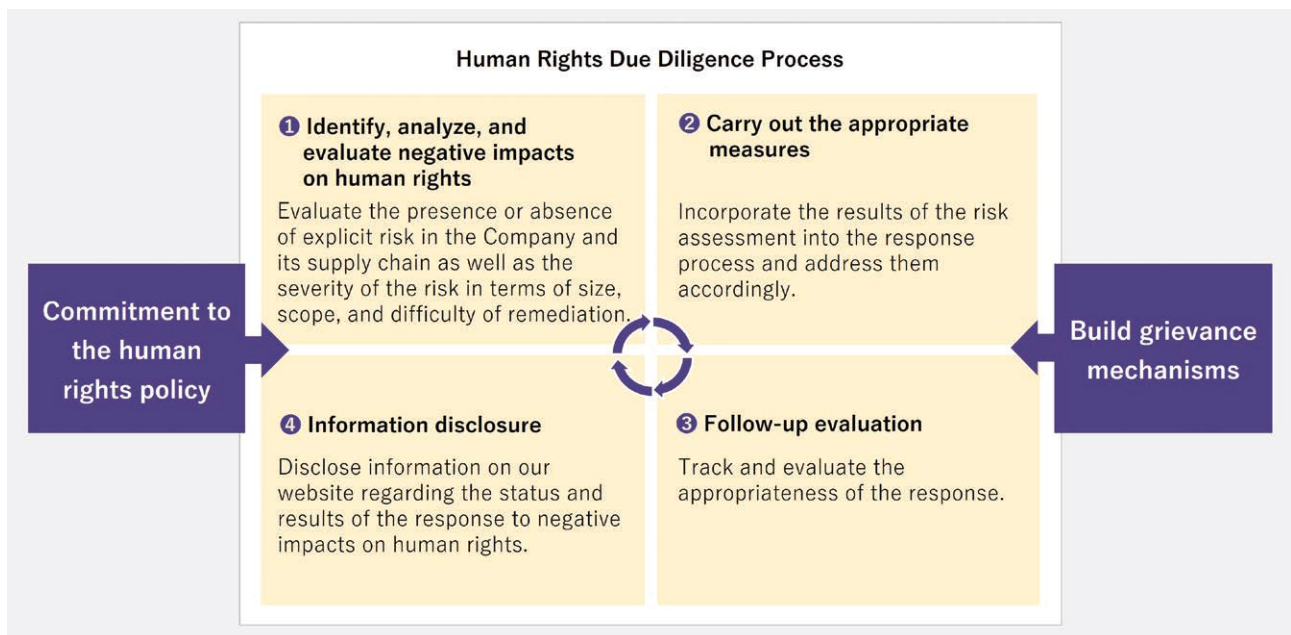 Human Rights Due Diligence Process
❶ Identify, analyze, and
evaluate negative impacts
on human rights
Evaluate the presence or absence
of explicit risk in the Company and
its supply chain as well as the
severity of the risk in terms of size,
scope, and difficulty of remediation.
❷ Carry out the appropriate
measures
Incorporate the results of the risk
assessment into the response
process and address them
accordingly.
Commitment to
the human
rights policy
Build grievance
mechanisms
❹ Information disclosure
Disclose information on our
website regarding the status and
results of the response to negative
impacts on human rights.
❸ Follow-up evaluation
Track and evaluate the
appropriateness of the response.